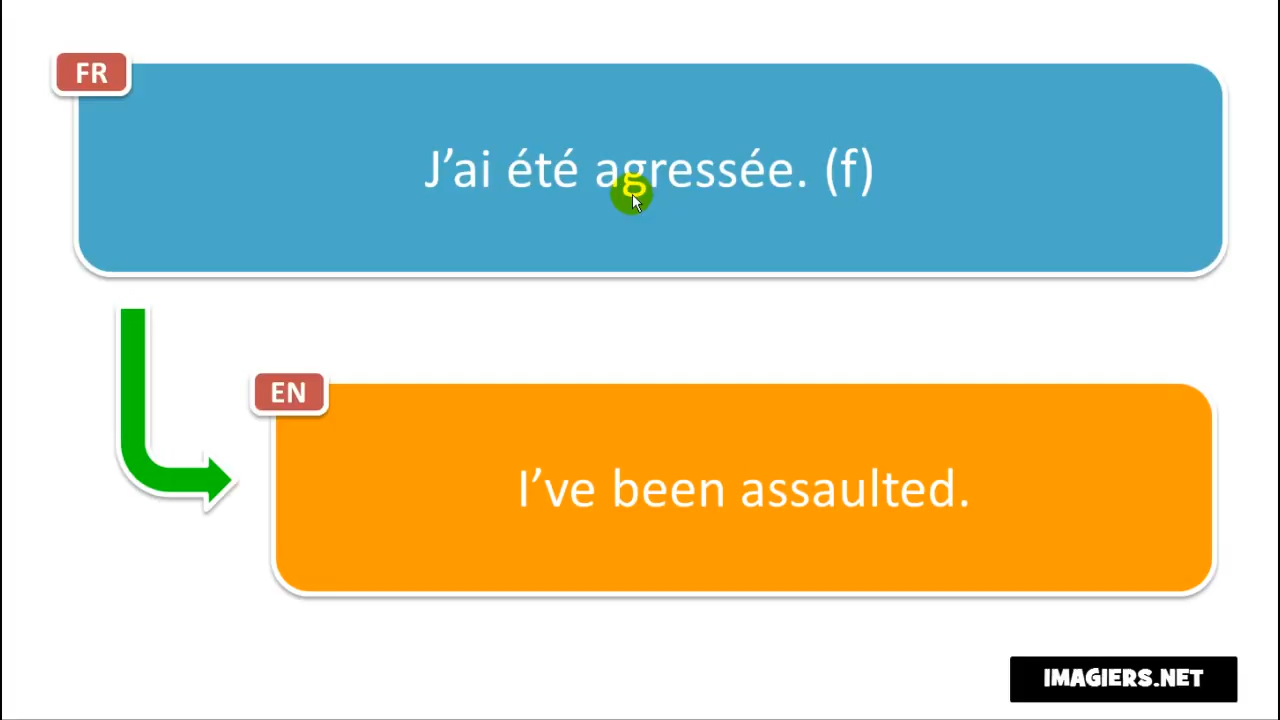 FR
J’ai été agressée. (f)
EN
I’ve been assaulted.
IMAGIERS.NET